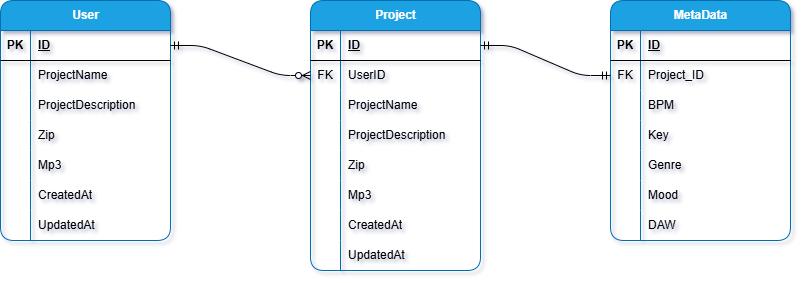 User
PK ID
ProjectName
ProjectDescription
Zip
Mp3
CreatedAt
UpdatedAt
Project
PK ID
FK UserID
ProjectName
ProjectDescription
Zip
Mp3
CreatedAt
UpdatedAt
MetaData
PK ID
FK Project_ID
BPM
Key
Genre
Mood
DAW